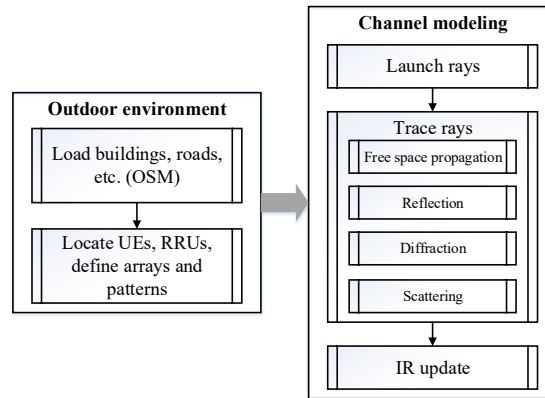 Outdoor environment
Load buildings, roads,
etc. (OSM)
Locate UEs, RRUs,
define arrays and
patterns
Channel modeling
Launch rays
Trace rays
Free space propagation
Reflection
Diffraction
Scattering
IR update